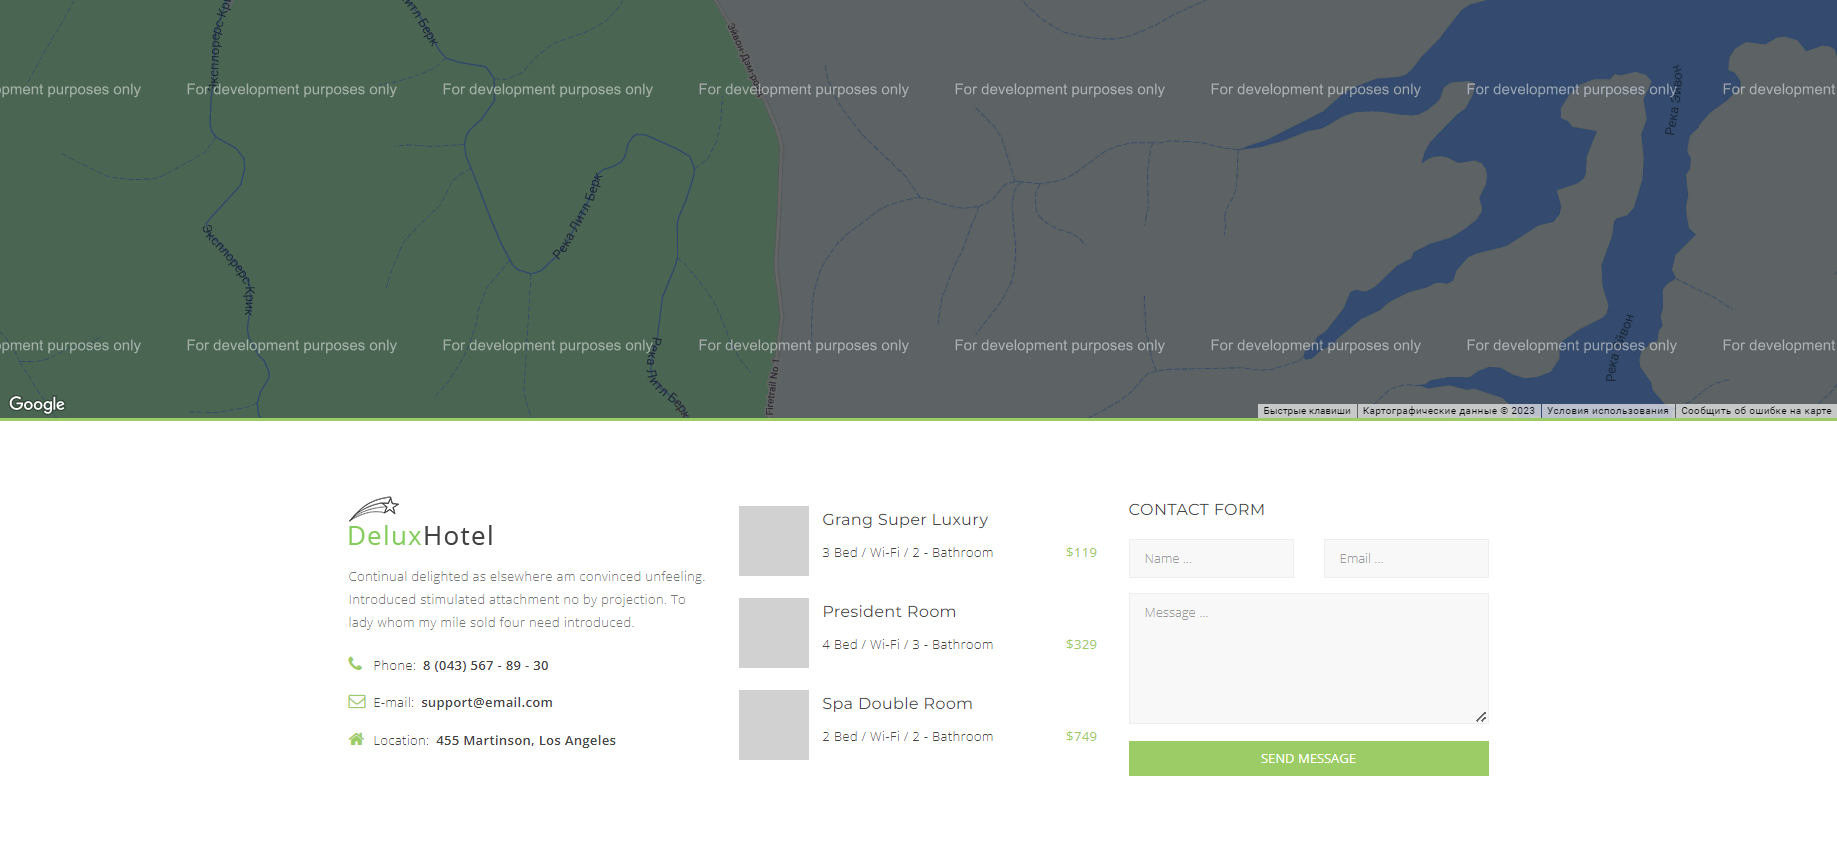 Эксплорерс-Кри
итл Берк
Эйвон-Дэм-роуд
opment purposes only For development purposes only For development purposes only For development purposes only For development purposes only For development purposes only For development purposes only For development
Река Эйвон
Река-Литл-Берк
Эксплорерс-Крик
opment purposes only For development purposes only For development purposes only For development purposes only For development purposes only For development purposes only For development purposes only For development
Река Эйвон
Река-Литл-Берк
Firetrail No 1
Google
Быстрые клавиши Картографические данные © 2023 Условия использования Сообщить об ошибке на карте
DeluxHotel
Continual delighted as elsewhere am convinced unfeeling.
Introduced stimulated attachment no by projection. To
lady whom my mile sold four need introduced.
Phone: 8 (043) 567 - 89 - 30
E-mail: support@email.com
Location: 455 Martinson, Los Angeles
Grang Super Luxury
3 Bed / Wi-Fi / 2 - Bathroom $119
President Room
4 Bed / Wi-Fi / 3 - Bathroom $329
Spa Double Room
2 Bed / Wi-Fi / 2 - Bathroom $749
CONTACT FORM
Name ... Email ...
Message ...
SEND MESSAGE